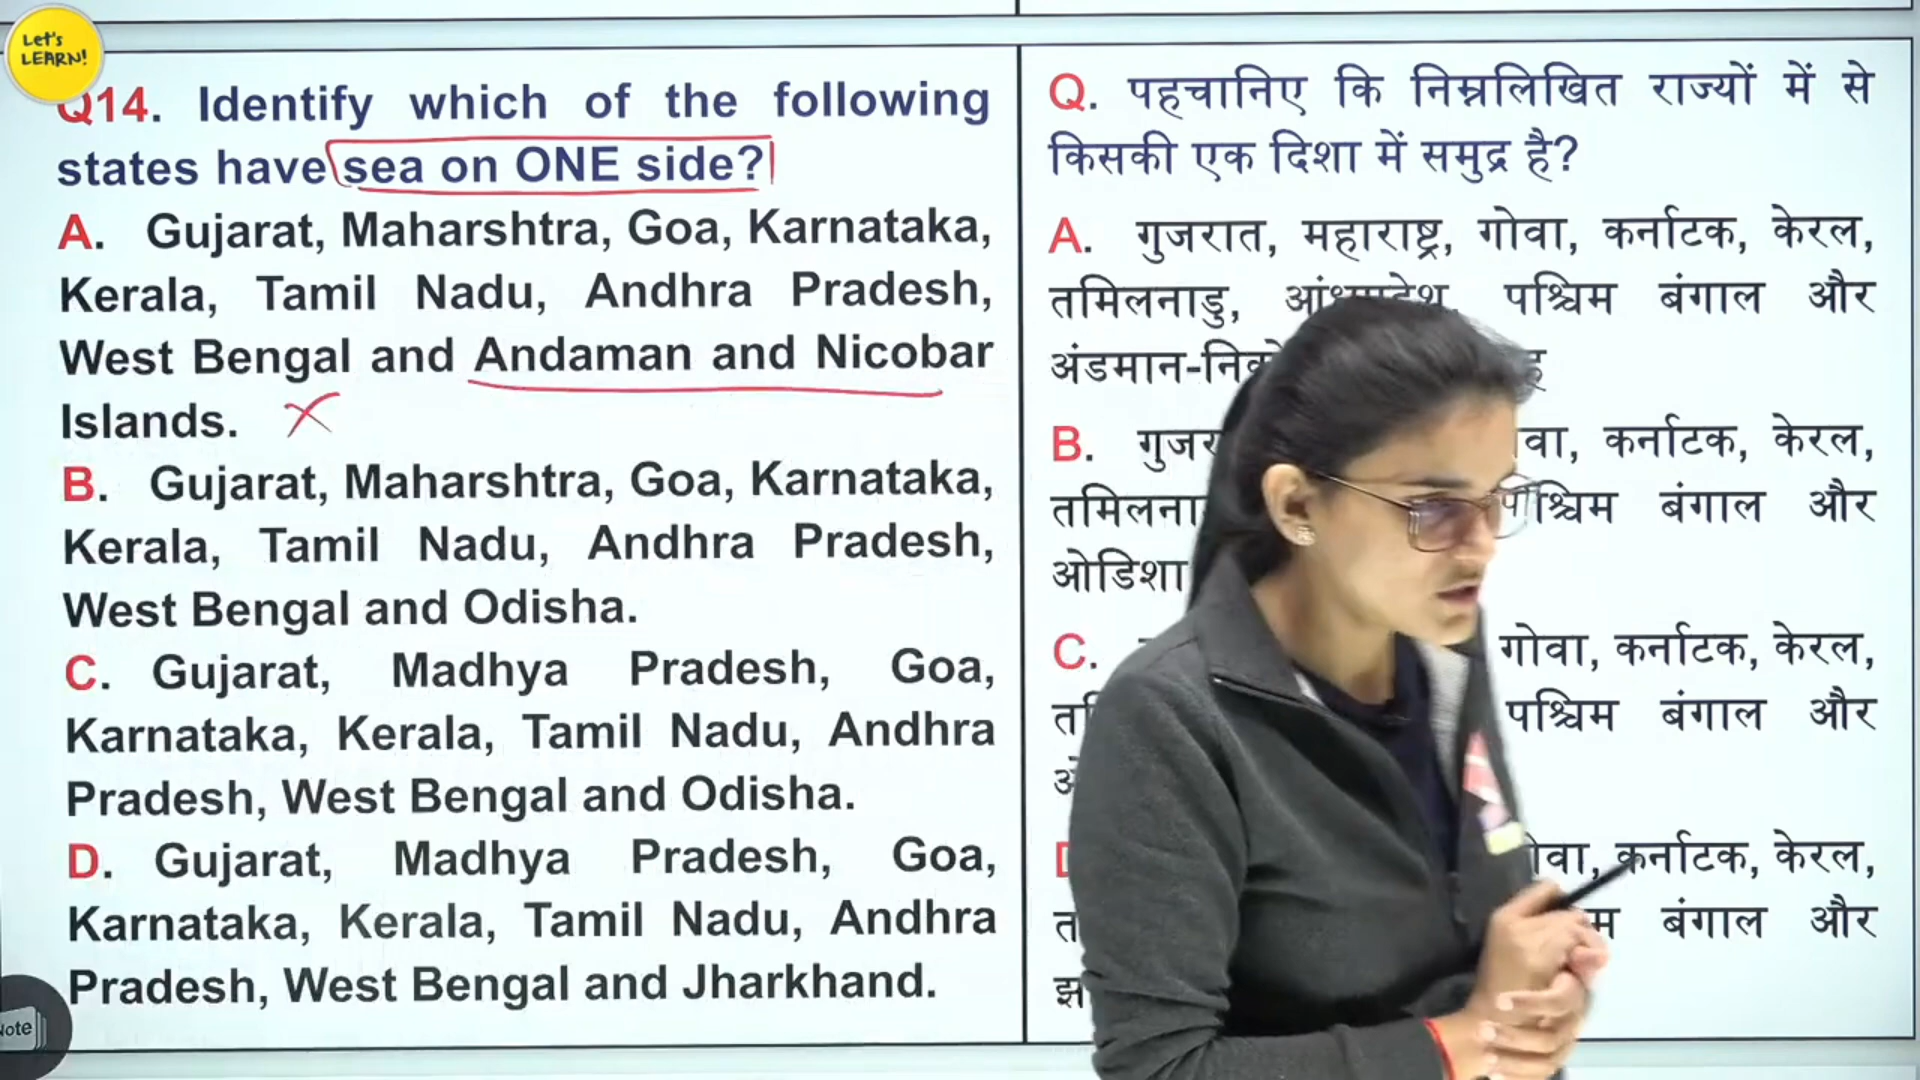 Let's
LEARN!
Q14. Identify which of the following
states have sea on ONE side?
A. Gujarat, Maharshtra, Goa, Karnataka,
Kerala, Tamil Nadu, Andhra Pradesh,
West Bengal and Andaman and Nicobar
Islands.
B. Gujarat, Maharshtra, Goa, Karnataka,
Kerala, Tamil Nadu, Andhra Pradesh,
West Bengal and Odisha.
C. Gujarat, Madhya Pradesh, Goa,
Karnataka, Kerala, Tamil Nadu, Andhra
Pradesh, West Bengal and Odisha.
D. Gujarat, Madhya Pradesh, Goa,
Karnataka, Kerala, Tamil Nadu, Andhra
Pradesh, West Bengal and Jharkhand.
Note
Q. पहचानिए कि निम्नलिखित राज्यों में से
किसकी एक दिशा में समुद्र है?
A. गुजरात, महाराष्ट्र, गोवा, कर्नाटक, केरल,
तमिलनाडु, पश्चिम बंगाल और
B. कर्नाटक, केरल,
पश्चिम बंगाल और
ओडिशा
C. गोवा, कर्नाटक, केरल,
पश्चिम बंगाल और
कर्नाटक, केरल,
बंगाल और